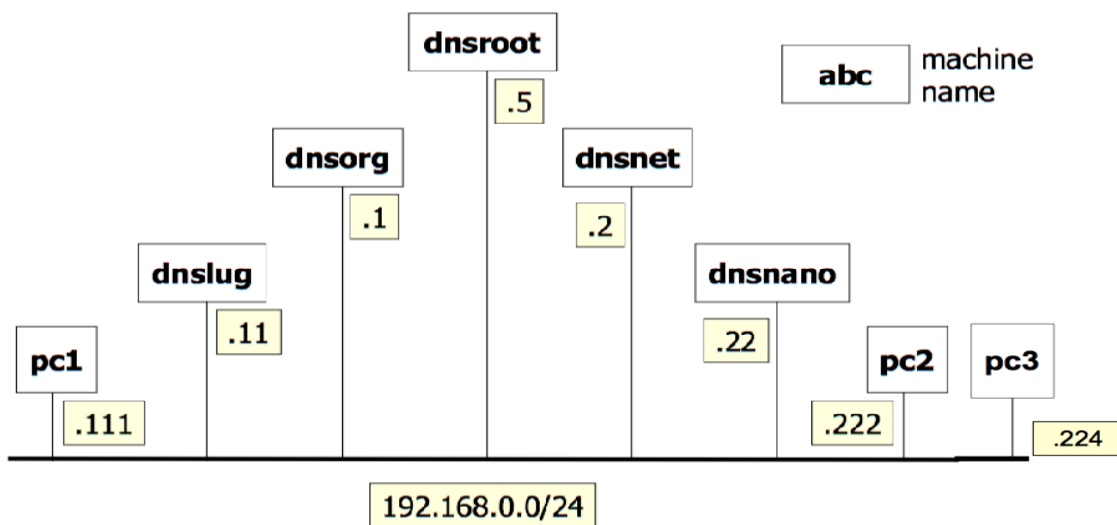 dnsroot
abc
machine
name
.5
dnsorg
dnsnet
.1
.2
dnslug
dnsnano
.11
.22
pc1
pc2
pc3
.111
.222
.224
192.168.0.0/24